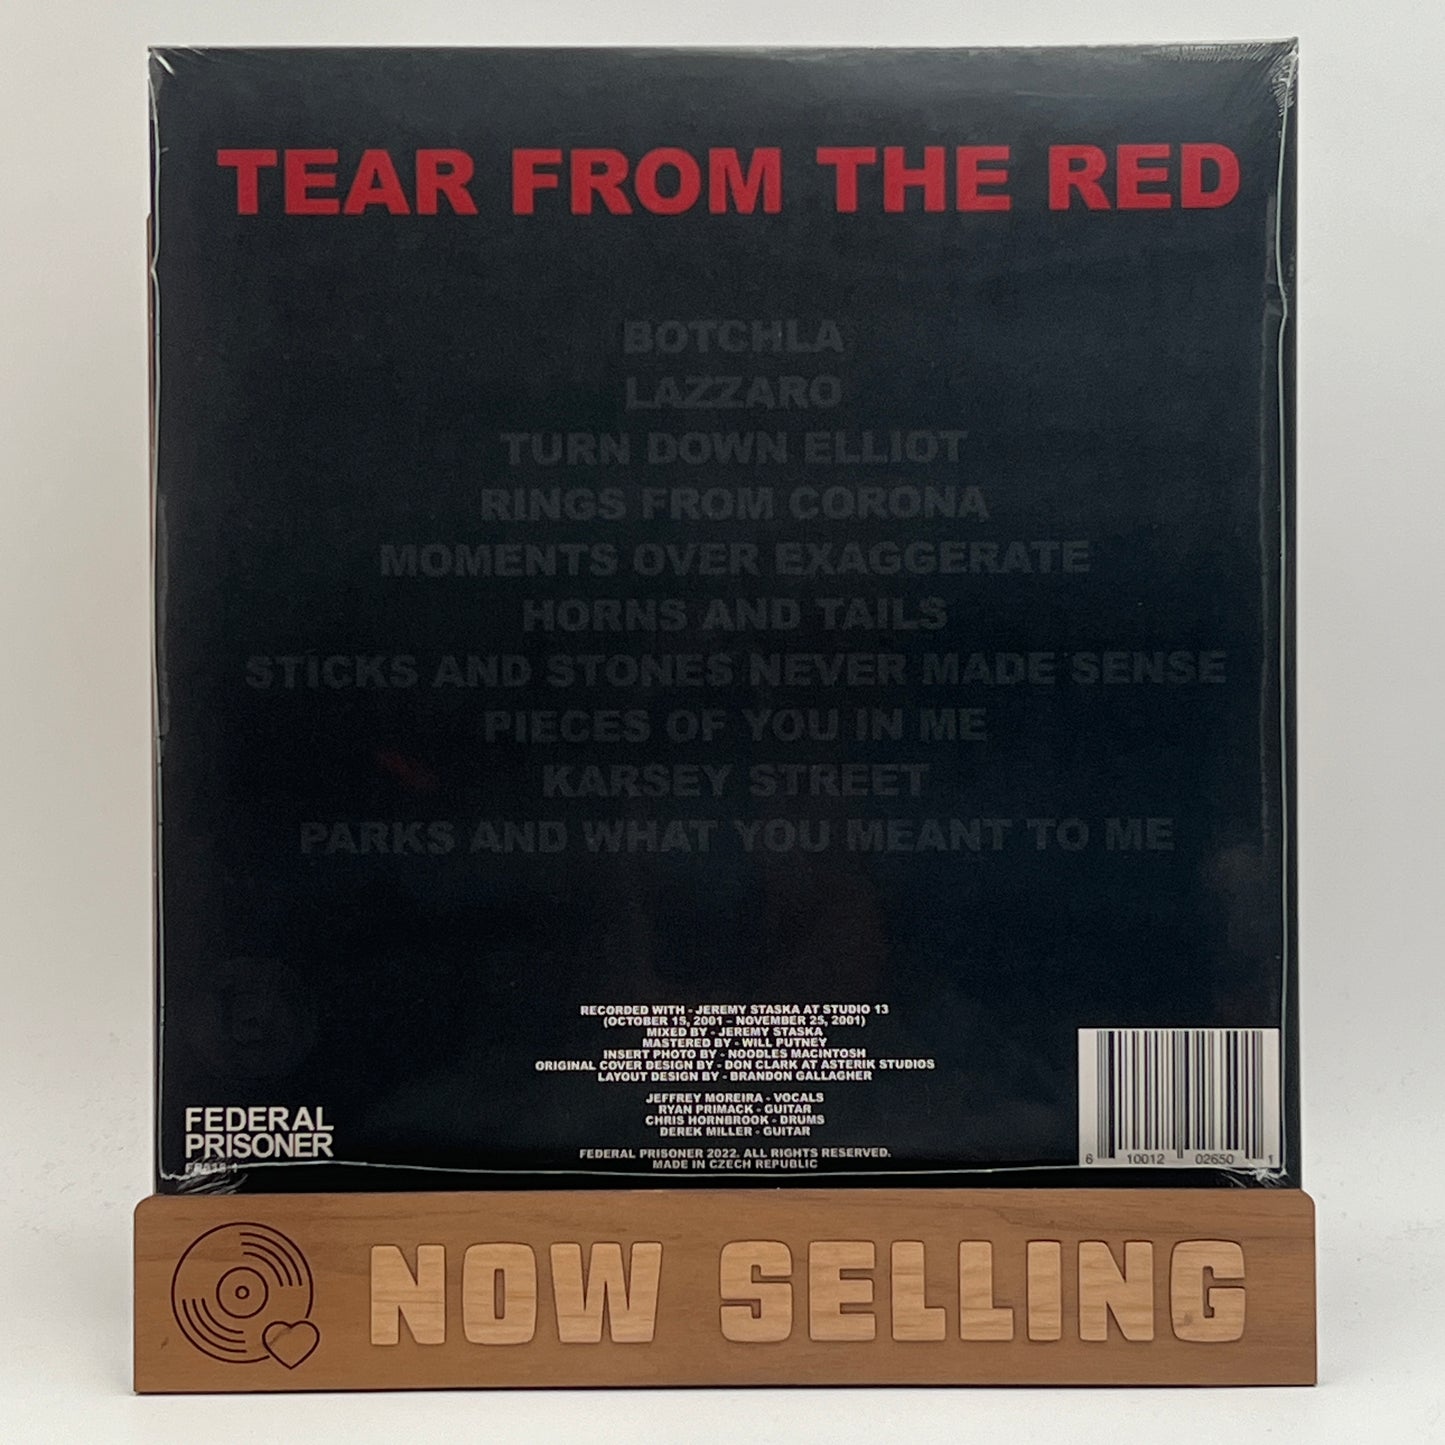 TEAR FROM THE RED
BOTCHLA
LAZZARO
TURN DOWN ELLIOT
RINGS FROM CORONA
MOMENTS OVER EXAGGERATE
HORNS AND TAILS
STICKS AND STONES NEVER MADE SENSE
PIECES OF YOU IN ME
KARSEY STREET
PARKS AND WHAT YOU MEANT TO ME
RECORDED WITH - JEREMY STASKA AT STUDIO 13
(OCTOBER 15, 2001 – NOVEMBER 25, 2001)
MIXED BY - JEREMY STASKA
MASTERED BY - WILL PUTNEY
INSERT PHOTO BY - NOODLES MACINTOSH
ORIGINAL COVER DESIGN BY - DON CLARK AT ASTERIK STUDIOS
LAYOUT DESIGN BY - BRANDON GALLAGHER
JEFFREY MOREIRA - VOCALS
RYAN PRIMACK - GUITAR
CHRIS HORNBROOK - DRUMS
DEREK MILLER - GUITAR
FEDERAL PRISONER 2022. ALL RIGHTS RESERVED.
MADE IN CZECH REPUBLIC
FEDERAL
PRISONER
6 10012 02650 1
NOW SELLING